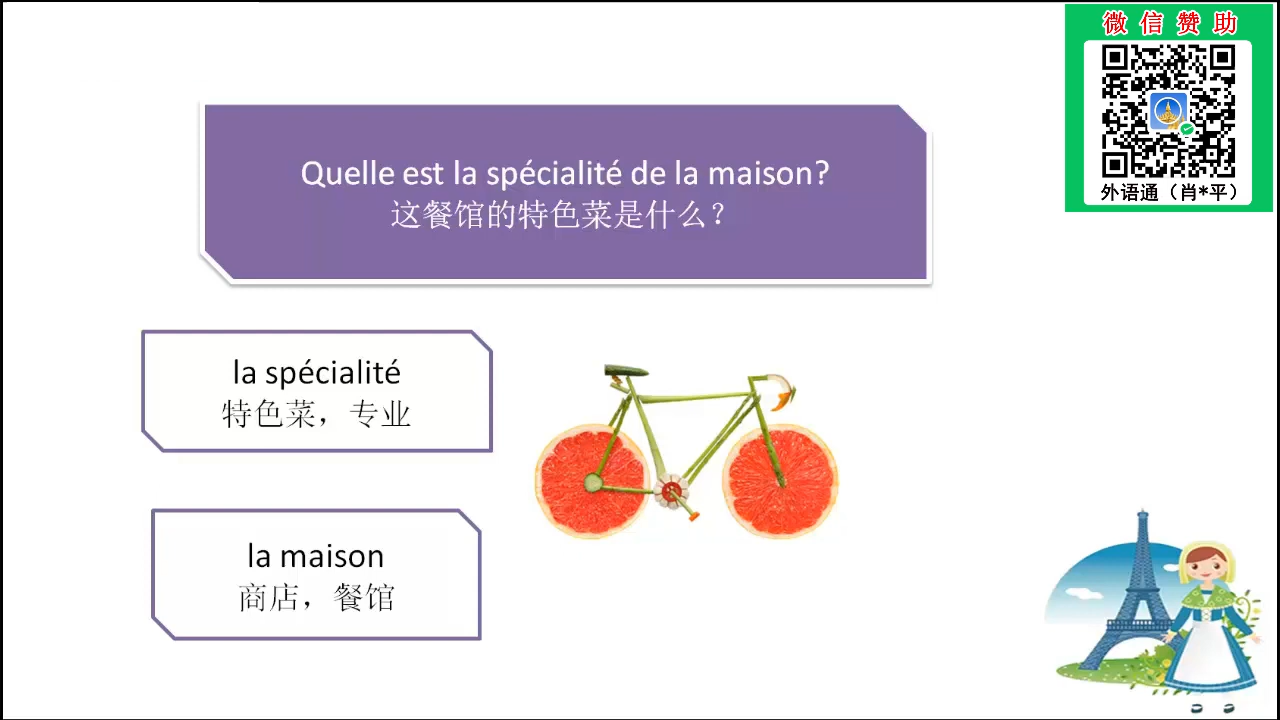 微信赞助
外语通（肖*平）
Quelle est la spécialité de la maison?
这餐馆的特色菜是什么？
la spécialité
特色菜，专业
la maison
商店，餐馆